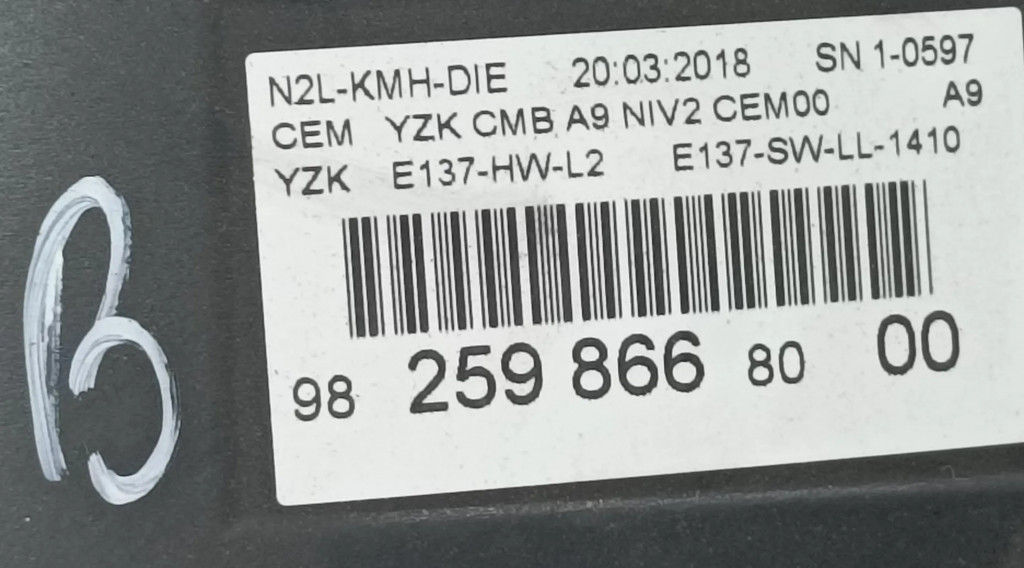 N2L-KMH-DIE 20:03:2018 SN 1-0597
CEM YZK CMB A9 NIV2 CEM00 A9
YZK E137-HW-L2 E137-SW-LL-1410
98 259 866 80 00
B